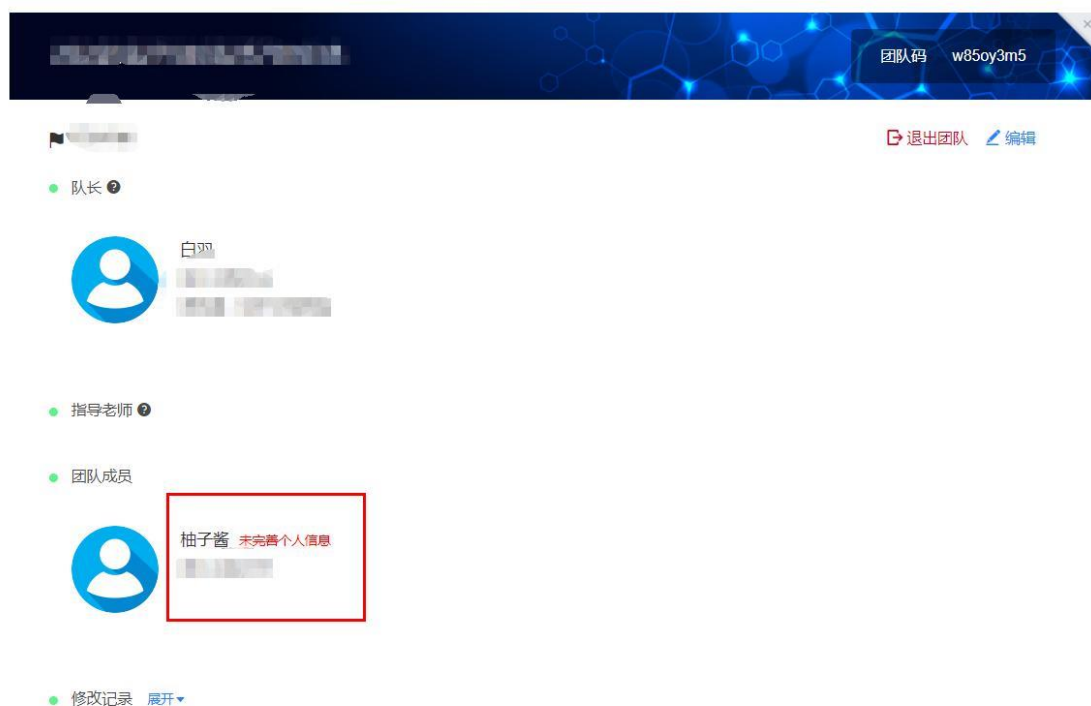 团队码 w85oy3m5
退出团队 编辑
队长
白羽
指导老师
团队成员
柚子酱 未完善个人信息
修改记录 展开